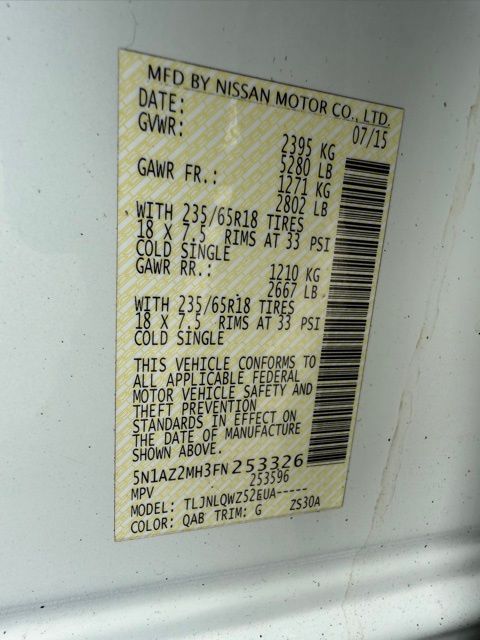 MFD BY NISSAN MOTOR CO., LTD.
DATE: 07/15
GVWR: 2395 KG
5280 LB
GAWR FR.: 1271 KG
2802 LB
WITH 235/65R18 TIRES
18 X 7.5 RIMS AT 33 PSI
COLD SINGLE
GAWR RR.: 1210 KG
2667 LB
WITH 235/65R18 TIRES
18 X 7.5 RIMS AT 33 PSI
COLD SINGLE
THIS VEHICLE CONFORMS TO
ALL APPLICABLE FEDERAL
MOTOR VEHICLE SAFETY AND
THEFT PREVENTION
STANDARDS IN EFFECT ON
THE DATE OF MANUFACTURE
SHOWN ABOVE.
5N1AZ2MH3FN253326
MPV 253596
MODEL: TLJNLQWZ52EUA-----
COLOR: QAB TRIM: G ZS30A